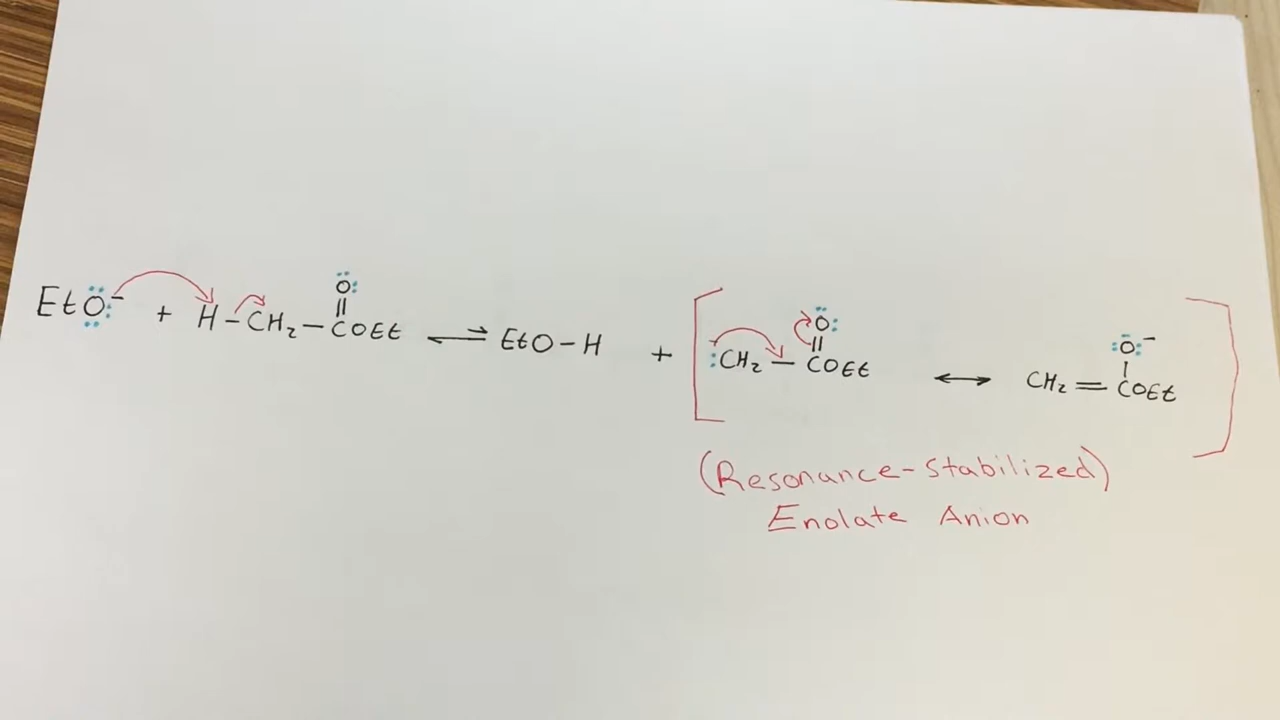 EtO:⁻ + H–CH₂–COEt ⇌ EtO–H + [:CH₂–COEt ↔ CH₂=COEt]
O: O: :O:⁻
(Resonance-Stabilized)
Enolate Anion